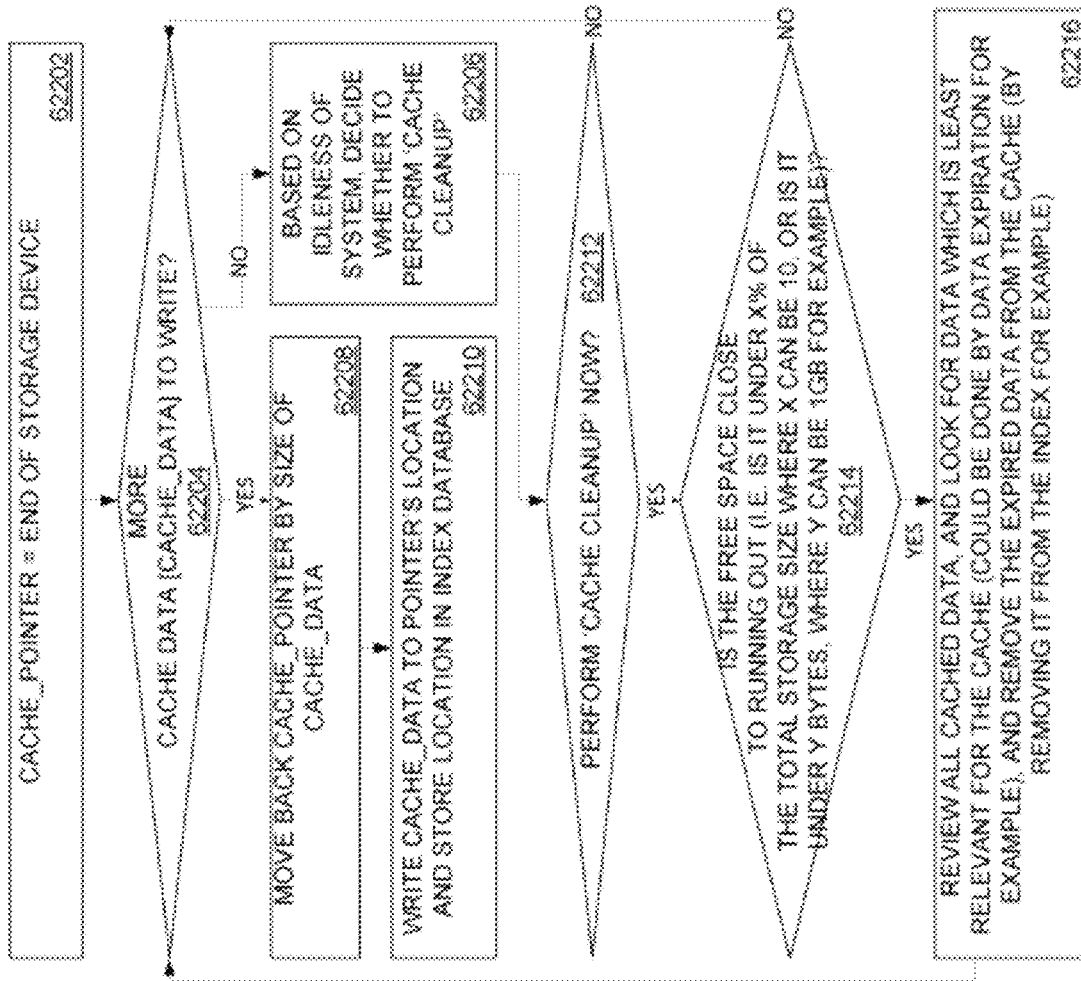 CACHE_POINTER = END OF STORAGE DEVICE
62202
MORE
CACHE DATA [CACHE_DATA] TO WRITE?
62204
NO
YES
BASED ON
IDLENESS OF
SYSTEM, DECIDE
WHETHER TO
PERFORM 'CACHE
CLEANUP'
62206
MOVE BACK CACHE_POINTER BY SIZE OF
CACHE_DATA
62208
WRITE CACHE_DATA TO POINTER'S LOCATION
AND STORE LOCATION IN INDEX DATABASE
62210
PERFORM 'CACHE CLEANUP' NOW? 62212
NO
YES
IS THE FREE SPACE CLOSE
TO RUNNING OUT (I.E. IS IT UNDER X% OF
THE TOTAL STORAGE SIZE WHERE X CAN BE 10, OR IS IT
UNDER Y BYTES, WHERE Y CAN BE 1GB FOR EXAMPLE)?
62214
NO
YES
REVIEW ALL CACHED DATA, AND LOOK FOR DATA WHICH IS LEAST
RELEVANT FOR THE CACHE (COULD BE DONE BY DATA EXPIRATION FOR
EXAMPLE), AND REMOVE THE EXPIRED DATA FROM THE CACHE (BY
REMOVING IT FROM THE INDEX FOR EXAMPLE)
62216